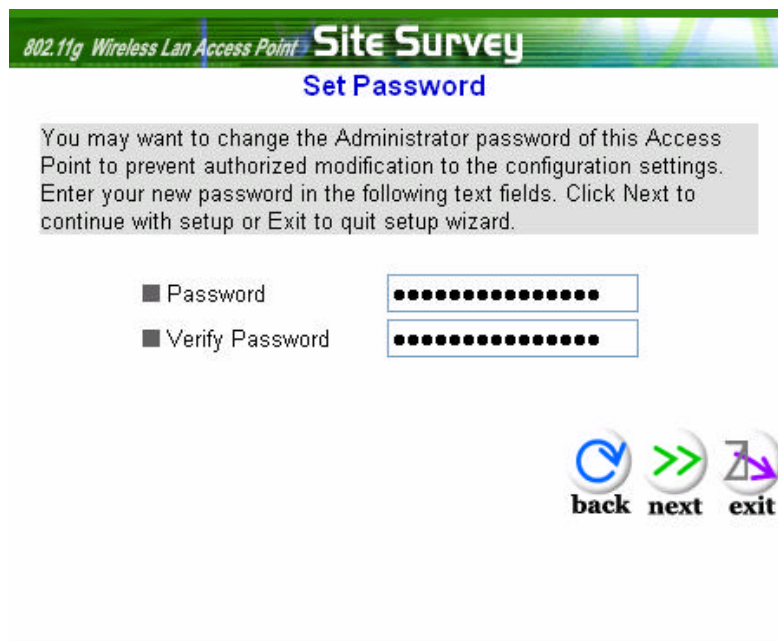 802.11g Wireless Lan Access Point Site Survey
Set Password
You may want to change the Administrator password of this Access
Point to prevent authorized modification to the configuration settings.
Enter your new password in the following text fields. Click Next to
continue with setup or Exit to quit setup wizard.
Password
Verify Password
back next exit